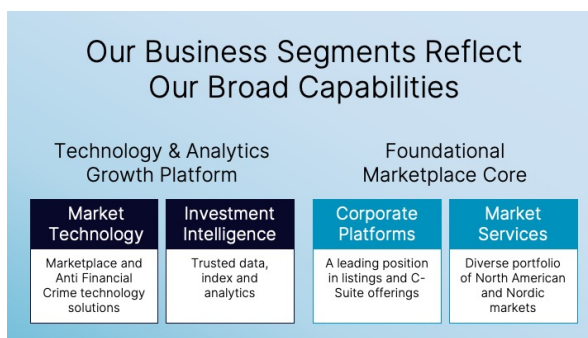 Our Business Segments Reflect
Our Broad Capabilities
Technology & Analytics
Growth Platform
Foundational
Marketplace Core
Market
Technology
Marketplace and
Anti Financial
Crime technology
solutions
Investment
Intelligence
Trusted data,
index and
analytics
Corporate
Platforms
A leading position
in listings and C-
Suite offerings
Market
Services
Diverse portfolio
of North American
and Nordic
markets